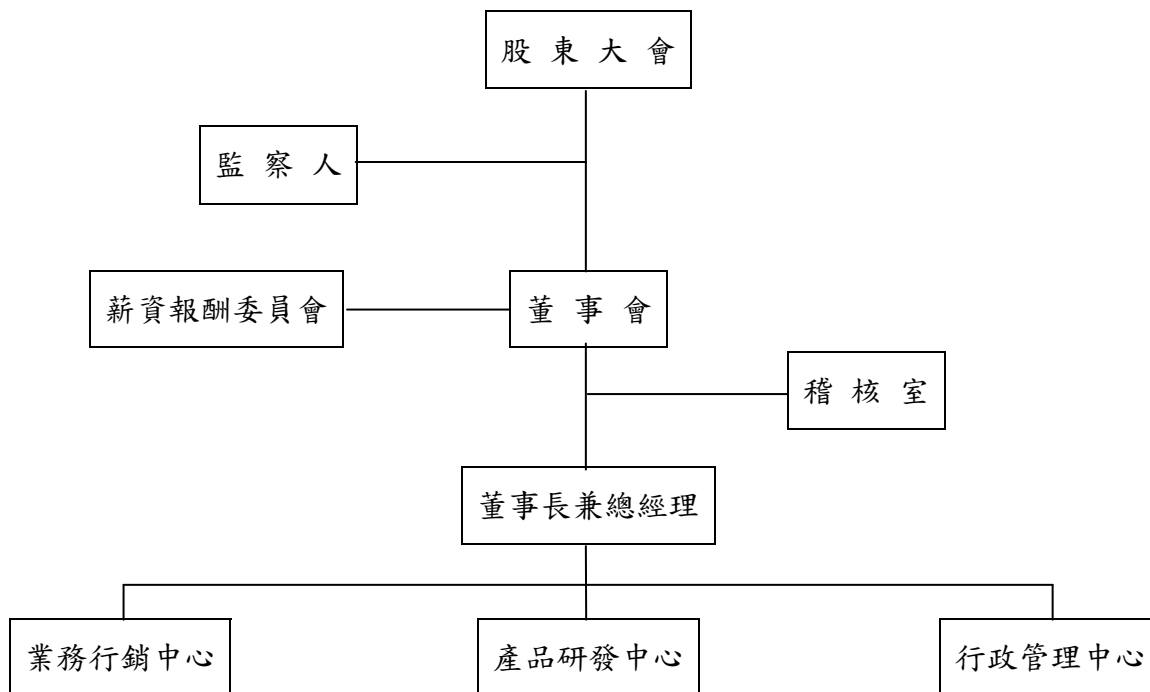 股東大會
監察人
薪資報酬委員會
董事會
稽核室
董事長兼總經理
業務行銷中心
產品研發中心
行政管理中心